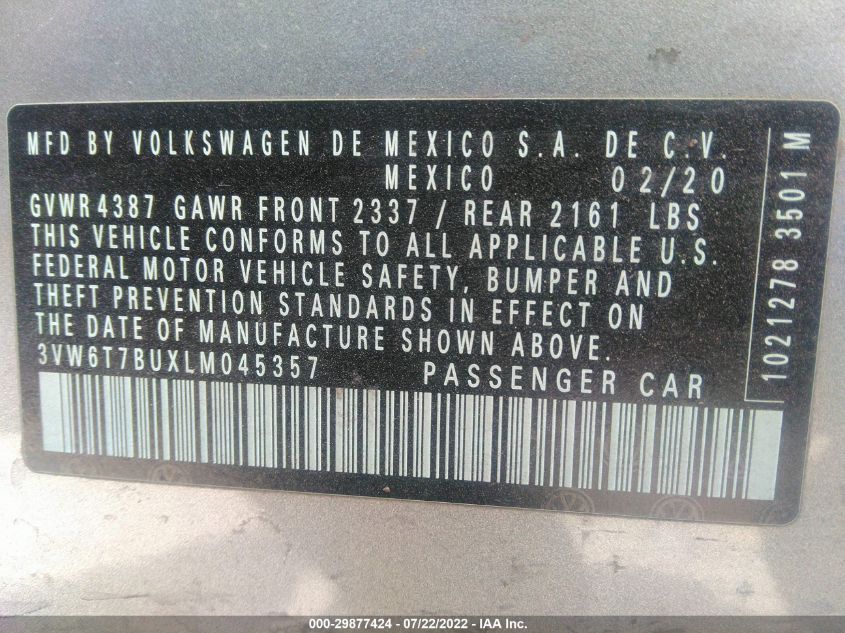 MFD BY VOLKSWAGEN DE MEXICO S.A. DE C.V.
MEXICO 02/20
GVWR 4387 GAWR FRONT 2337 / REAR 2161 LBS
THIS VEHICLE CONFORMS TO ALL APPLICABLE U.S.
FEDERAL MOTOR VEHICLE SAFETY, BUMPER AND
THEFT PREVENTION STANDARDS IN EFFECT ON
THE DATE OF MANUFACTURE SHOWN ABOVE.
3VW6T7BUXLM045357 PASSENGER CAR
1021278 3501 M
000-29877424 - 07/22/2022 - IAA Inc.